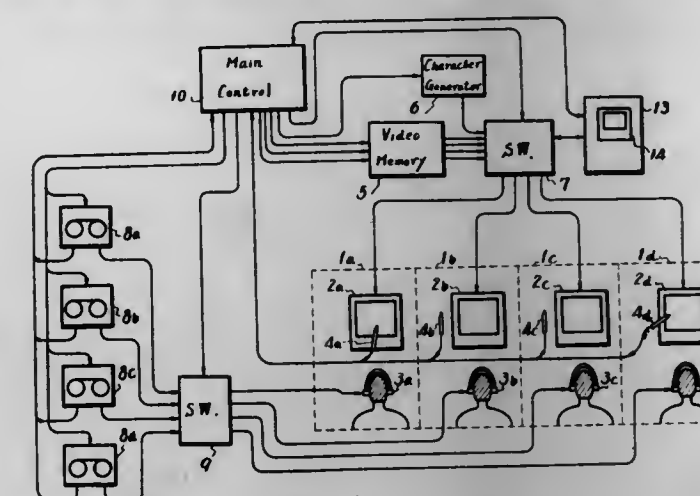 Main
Control
10
Character
Generator
6
Video
Memory
5
SW.
7
13
14
8a
8b
8c
8a
SW.
9
1a
1b
1c
1d
2a
2b
2c
2d
4a
4b
4c
4d
3a
3b
3c